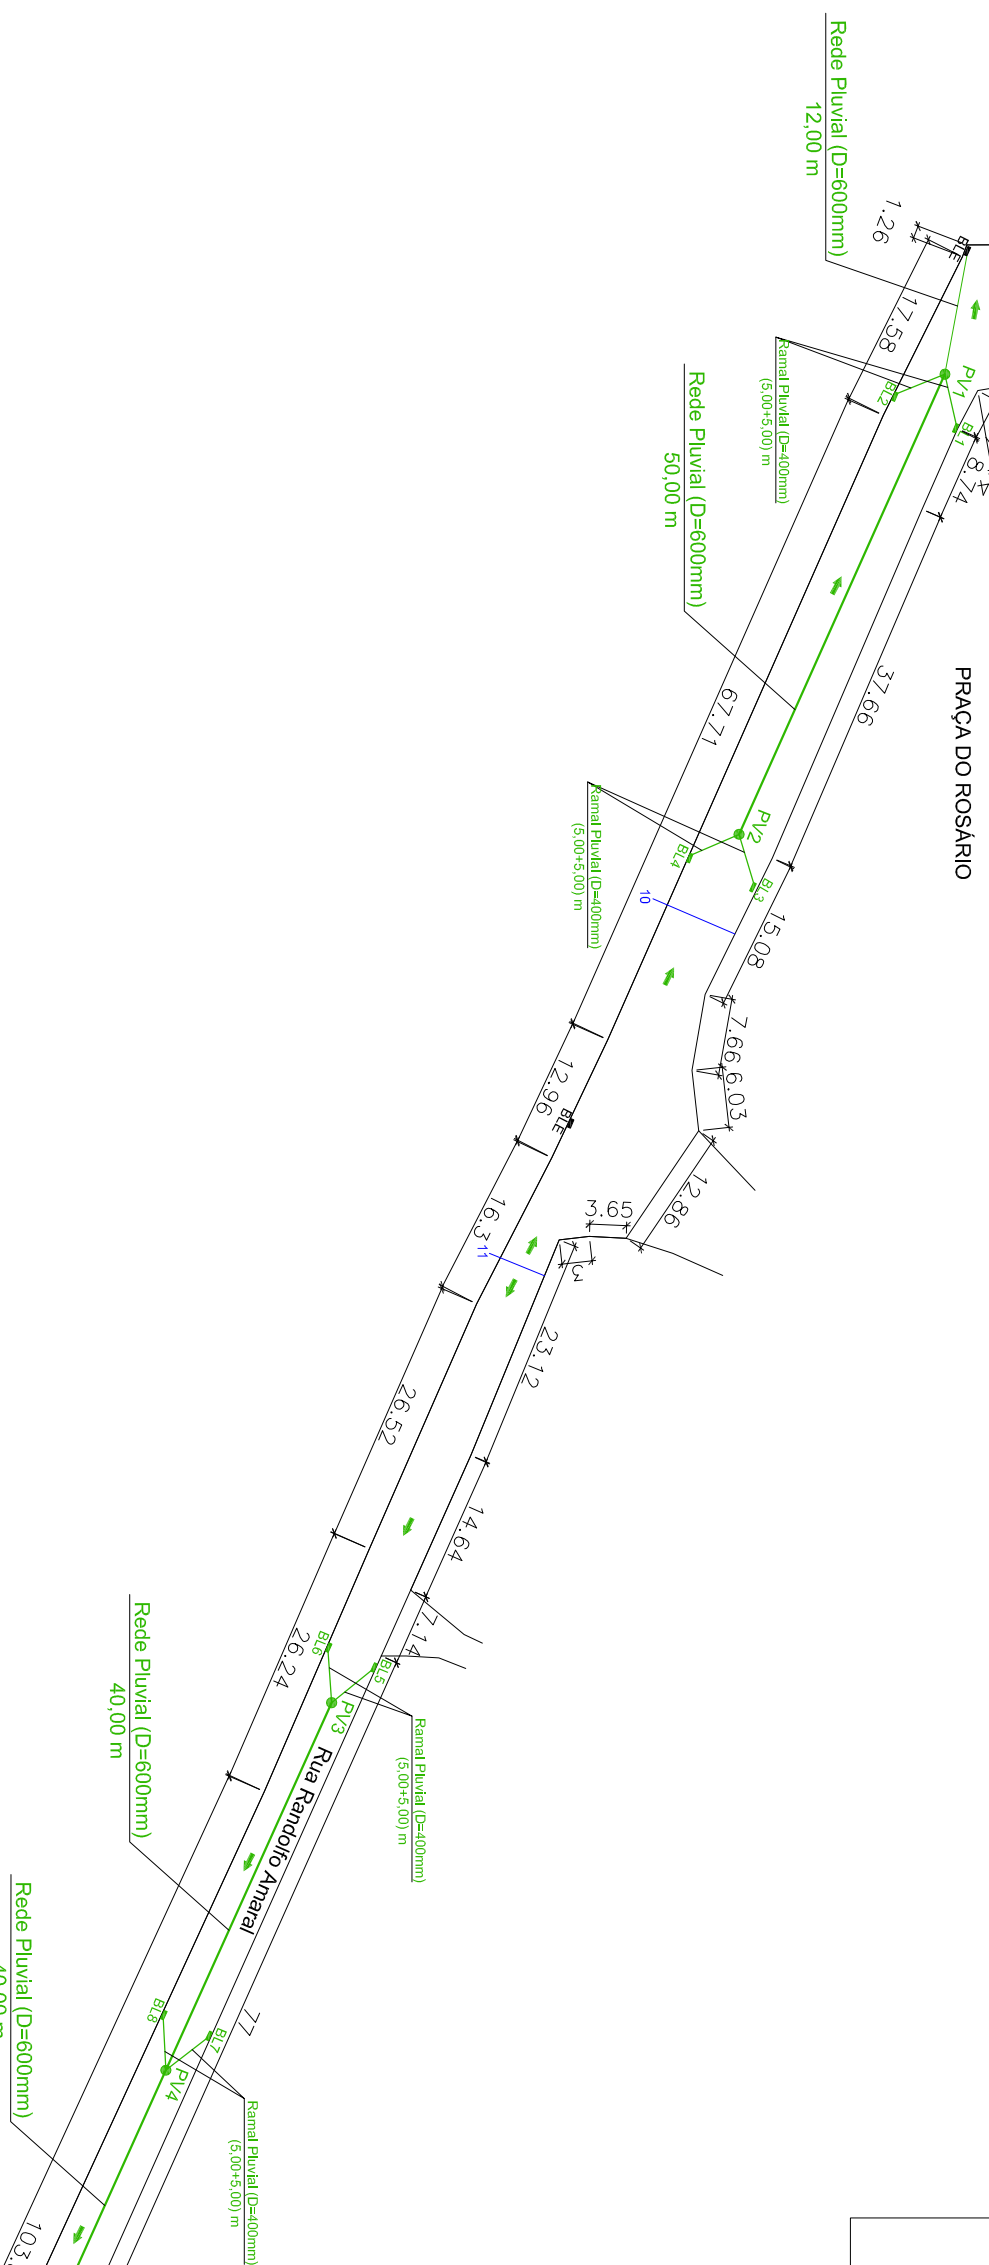 Rede Pluvial (D=600mm)
12,00 m
1.26
BLE
17.58
PV1
BL2
BL1
Ramal Pluvial (D=400mm)
(5,00+5,00) m
8.74
Rede Pluvial (D=600mm)
50,00 m
37.66
PRAÇA DO ROSÁRIO
67.71
PV2
BL4
BL3
Ramal Pluvial (D=400mm)
(5,00+5,00) m
10
15.08
7.66
6.03
12.96
BLE
12.86
3.65
3
16.3
11
23.12
26.52
14.64
7.14
BL6
BL5
26.24
PV3
Rede Pluvial (D=600mm)
40,00 m
Ramal Pluvial (D=400mm)
(5,00+5,00) m
Rua Randolfo Amaral
Rede Pluvial (D=600mm)
77
BL8
BL7
PV4
Ramal Pluvial (D=400mm)
(5,00+5,00) m
103.